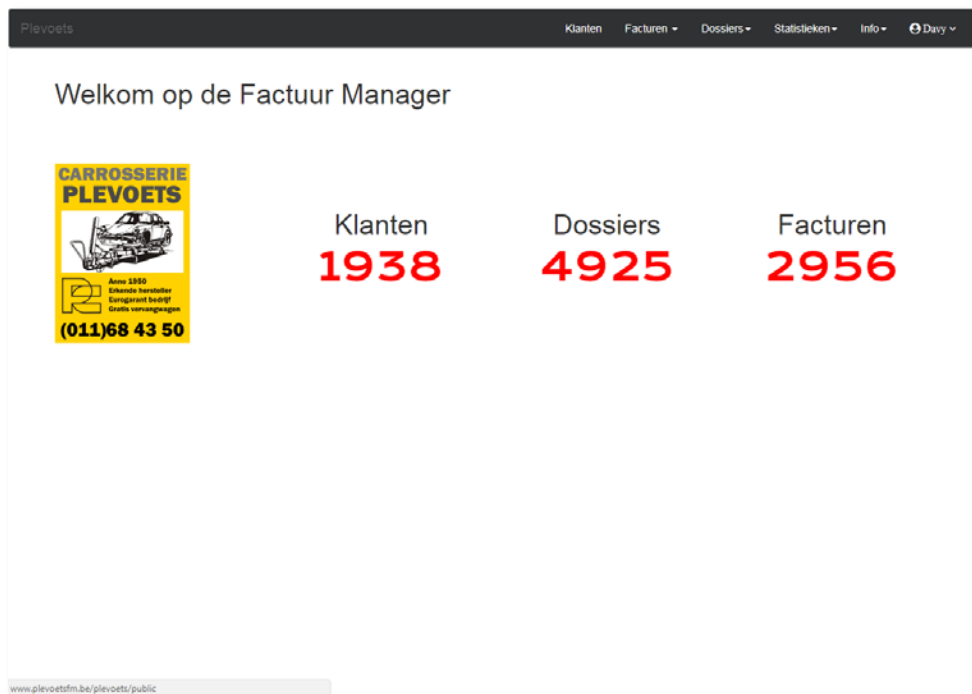 Plevoets Klanten Facturen Dossiers Statistieken Info Davy
Welkom op de Factuur Manager
CARROSSERIE
PLEVOETS
Anno 1950
Erkende hersteller
Eurogarant bedrijf
Gratis vervangwagen
(011)68 43 50
Klanten Dossiers Facturen
1938 4925 2956
www.plevoetsfm.be/plevoets/public